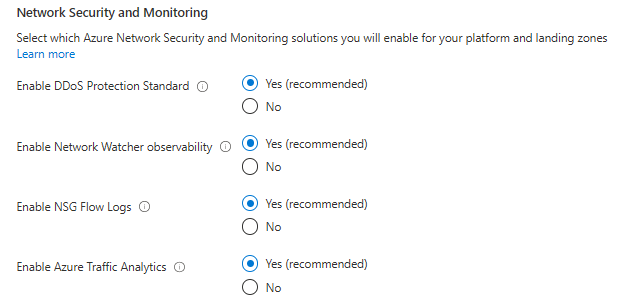 Network Security and Monitoring
Select which Azure Network Security and Monitoring solutions you will enable for your platform and landing zones
Learn more
Enable DDoS Protection Standard
Yes (recommended)
No
Enable Network Watcher observability
Yes (recommended)
No
Enable NSG Flow Logs
Yes (recommended)
No
Enable Azure Traffic Analytics
Yes (recommended)
No